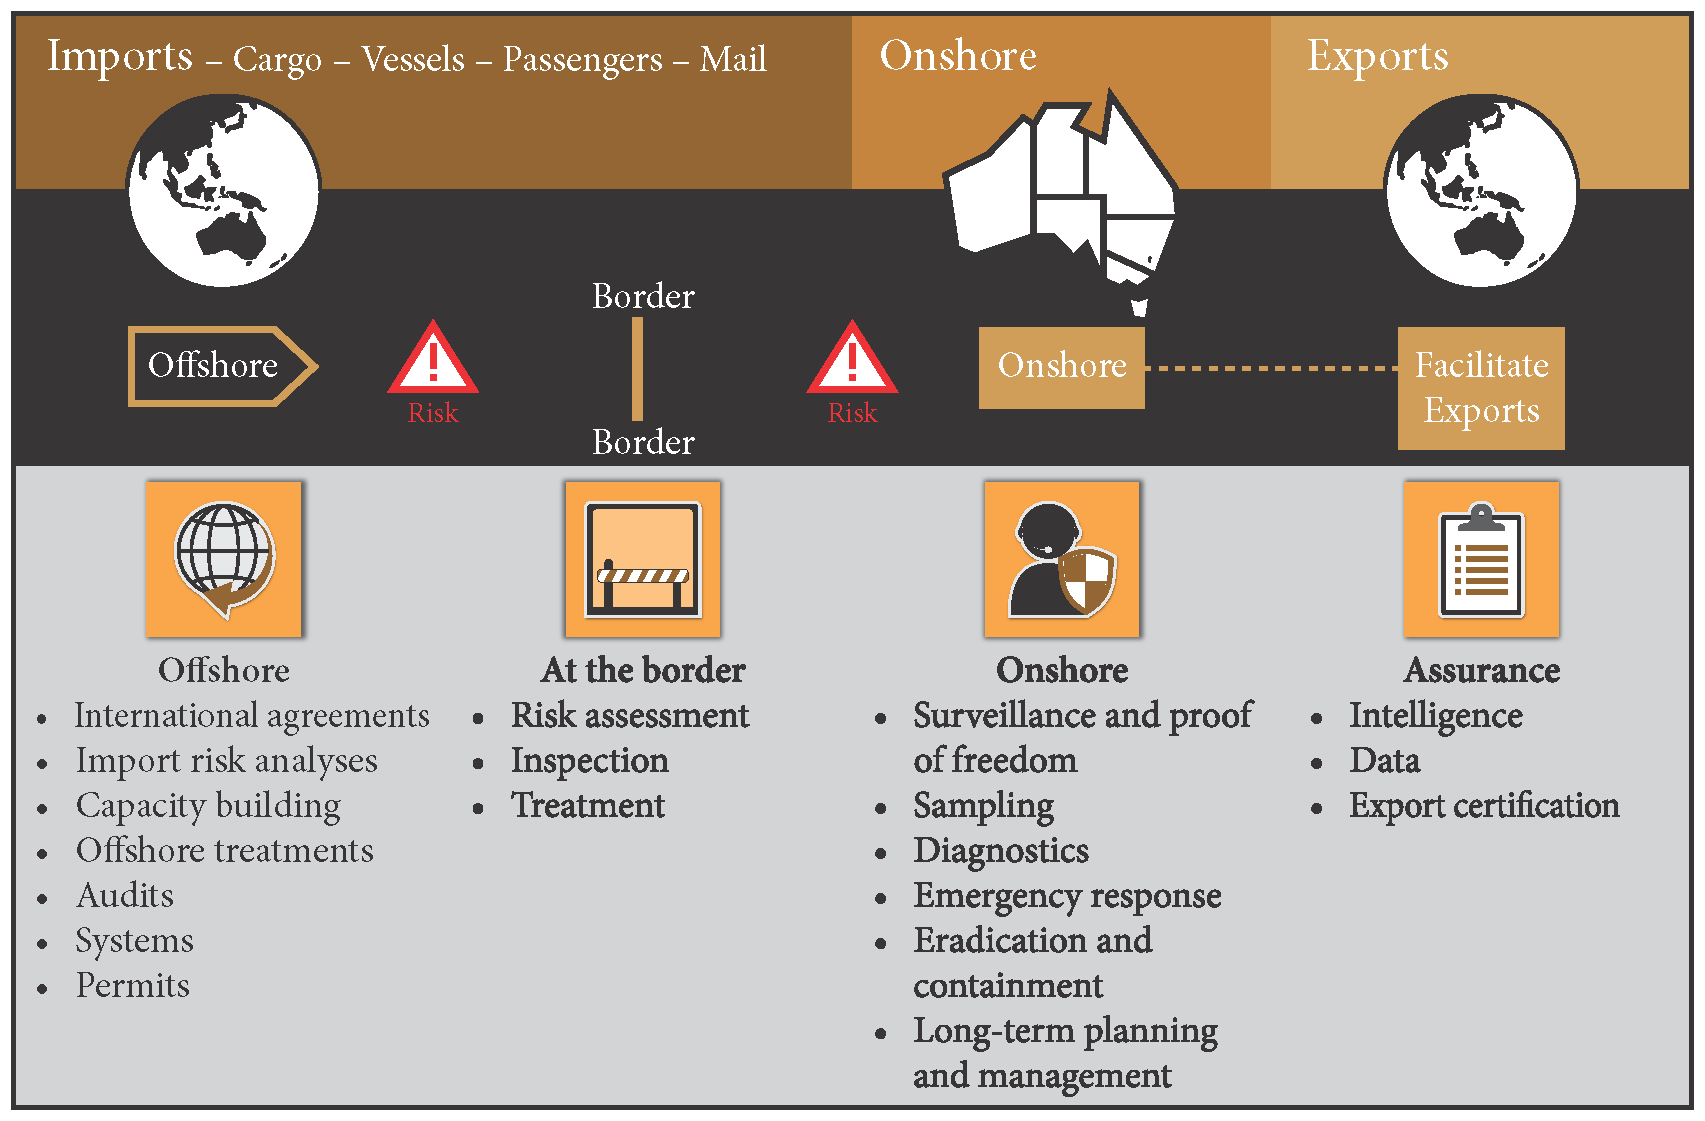 Imports – Cargo – Vessels – Passengers – Mail
Onshore
Exports
Border
Offshore
Risk
Border
Risk
Onshore
Facilitate
Exports
Offshore
• International agreements
• Import risk analyses
• Capacity building
• Offshore treatments
• Audits
• Systems
• Permits
At the border
• Risk assessment
• Inspection
• Treatment
Onshore
• Surveillance and proof
of freedom
• Sampling
• Diagnostics
• Emergency response
• Eradication and
containment
• Long-term planning
and management
Assurance
• Intelligence
• Data
• Export certification